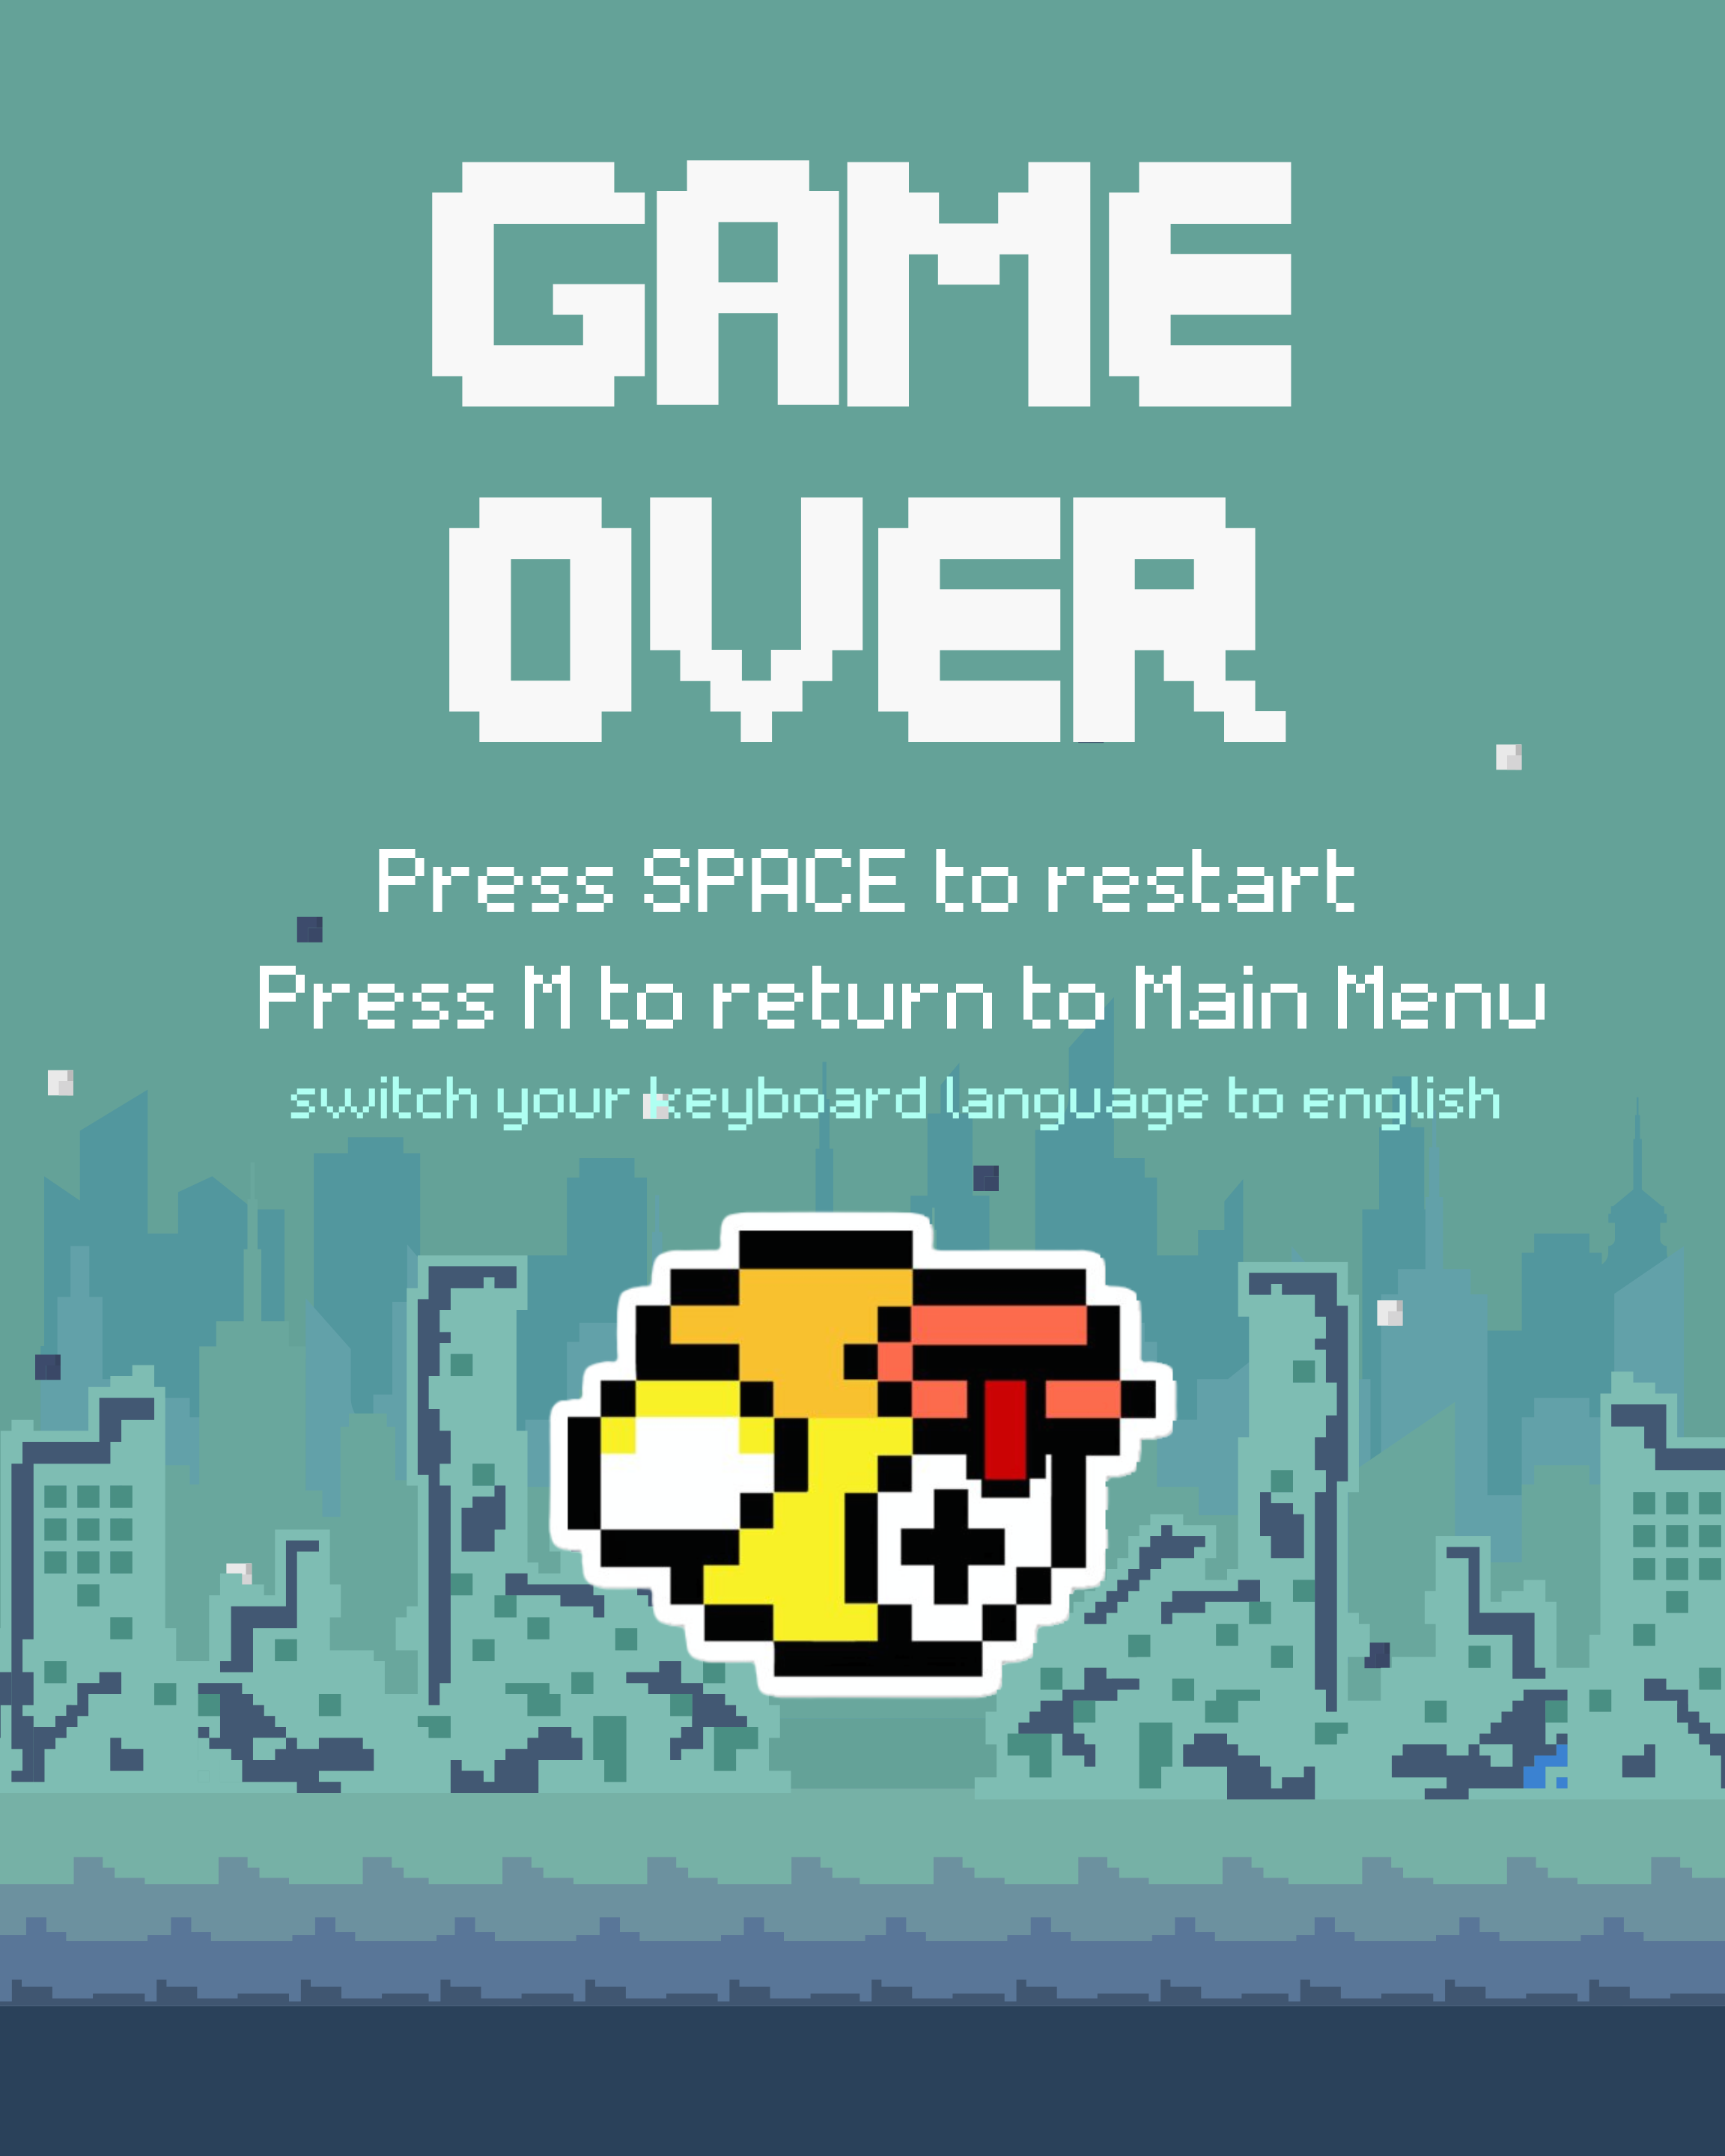 GAME
OVER
Press SPACE to restart
Press M to return to Main Menu
switch your keyboard language to english